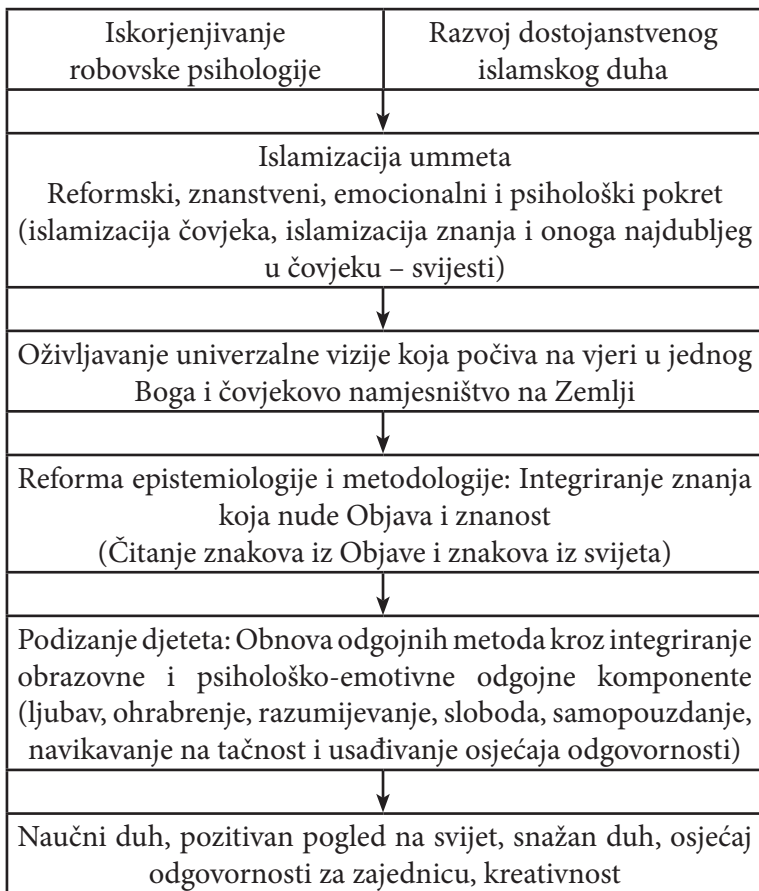 Iskorjenjivanje
robovske psihologije
Razvoj dostojanstvenog
islamskog duha
Islamizacija ummeta
Reformski, znanstveni, emocionalni i psihološki pokret
(islamizacija čovjeka, islamizacija znanja i onoga najdubljeg
u čovjeku – svijesti)
Oživljavanje univerzalne vizije koja počiva na vjeri u jednog
Boga i čovjekovo namjesništvo na Zemlji
Reforma epistemiologije i metodologije: Integriranje znanja
koja nude Objava i znanost
(Čitanje znakova iz Objave i znakova iz svijeta)
Podizanje djeteta: Obnova odgojnih metoda kroz integriranje
obrazovne i psihološko-emotivne odgojne komponente
(ljubav, ohrabrenje, razumijevanje, sloboda, samopouzdanje,
navikavanje na tačnost i usađivanje osjećaja odgovornosti)
Naučni duh, pozitivan pogled na svijet, snažan duh, osjećaj
odgovornosti za zajednicu, kreativnost